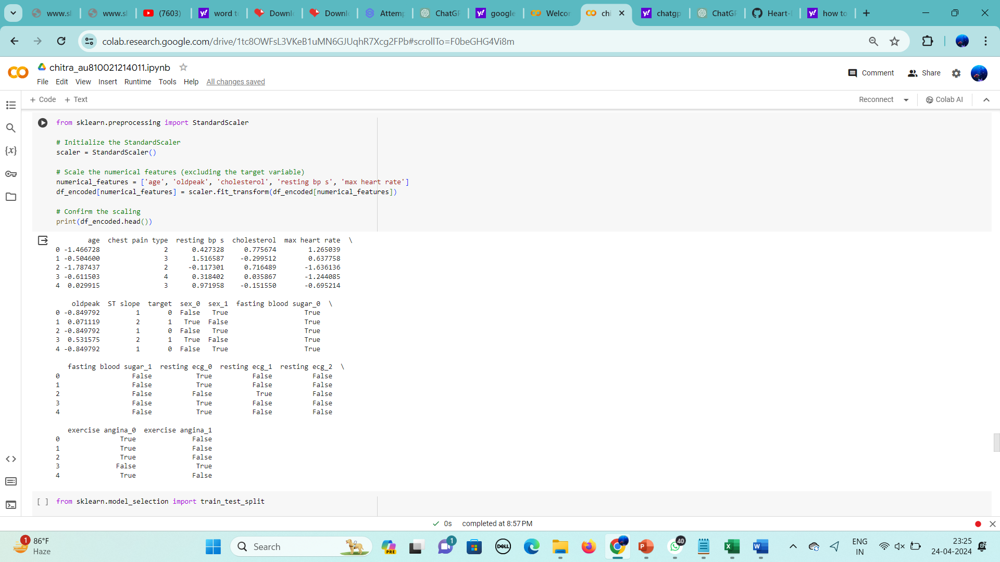 www.sl
www.sl
(7603)
word t
Downl
Downl
Attemp
ChatGP
google
Welcor
chi
chatgp
ChatGP
Heart-
how to
colab.research.google.com/drive/1tc8OWFsL3VKeB1uMN6GJUqhR7Xcg2FPb#scrollTo=F0beGHG4Vi8m
chitra_au810021214011.ipynb
Comment
Share
File Edit View Insert Runtime Tools Help All changes saved
+ Code + Text
Reconnect
Colab AI
from sklearn.preprocessing import StandardScaler
# Initialize the StandardScaler
scaler = StandardScaler()
# Scale the numerical features (excluding the target variable)
numerical_features = ['age', 'oldpeak', 'cholesterol', 'resting bp s', 'max heart rate']
df_encoded[numerical_features] = scaler.fit_transform(df_encoded[numerical_features])
# Confirm the scaling
print(df_encoded.head())
age chest pain type resting bp s cholesterol max heart rate \
0 -1.466728 2 0.427328 0.775674 1.265039
1 -0.504600 3 1.516587 -0.299512 0.637758
2 -1.787437 2 -0.117301 0.716489 -1.636136
3 -0.611503 4 0.318402 0.035867 -1.244085
4 0.029915 3 0.971958 -0.151550 -0.695214
oldpeak ST slope target sex_0 sex_1 fasting blood sugar_0 \
0 -0.849792 1 0 False True True
1 0.071119 2 1 True False True
2 -0.849792 1 0 False True True
3 0.531575 2 1 True False True
4 -0.849792 1 0 False True True
fasting blood sugar_1 resting ecg_0 resting ecg_1 resting ecg_2 \
0 False True False False
1 False True False False
2 False False True False
3 False True False False
4 False True False False
exercise angina_0 exercise angina_1
0 True False
1 True False
2 True False
3 False True
4 True False
[ ] from sklearn.model_selection import train_test_split
0s completed at 8:57 PM
1
86°F
Haze
Search
PRE
1
DELL
40
ENG
IN
23:25
24-04-2024